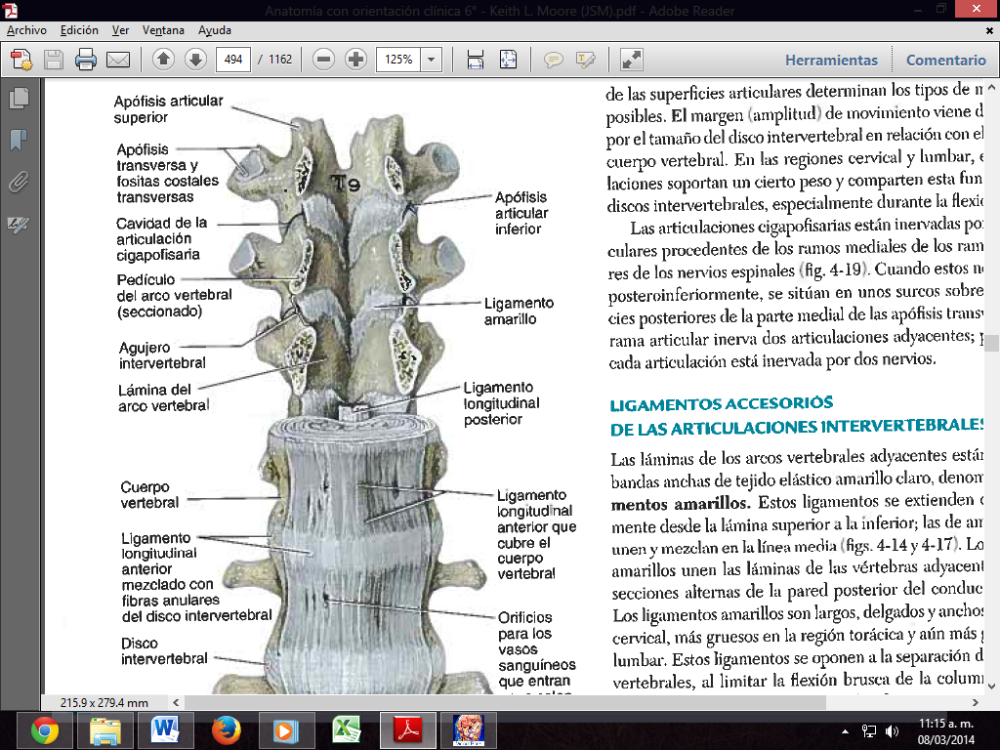 Anatomía con orientación clínica 6° - Keith L. Moore (JSM).pdf - Adobe Reader
Archivo Edición Ver Ventana Ayuda
494 / 1162 125% Herramientas Comentario
Apófisis articular
superior
Apófisis
transversa y
fositas costales
transversas
Cavidad de la
articulación
cigapofisaria
Pedículo
del arco vertebral
(seccionado)
Agujero
intervertebral
Lámina del
arco vertebral
T9
Apófisis
articular
inferior
Ligamento
amarillo
Ligamento
longitudinal
posterior
Cuerpo
vertebral
Ligamento
longitudinal
anterior
mezclado con
fibras anulares
del disco intervertebral
Disco
intervertebral
Ligamento
longitudinal
anterior que
cubre el
cuerpo
vertebral
Orificios
para los
vasos
sanguíneos
que entran
de las superficies articulares determinan los tipos de
posibles. El margen (amplitud) de movimiento viene
por el tamaño del disco intervertebral en relación con el
cuerpo vertebral. En las regiones cervical y lumbar,
laciones soportan un cierto peso y comparten esta fun
discos intervertebrales, especialmente durante la flexi
Las articulaciones cigapofisarias están inervadas po
culares procedentes de los ramos mediales de los ram
res de los nervios espinales (fig. 4-19). Cuando estos
posteroinferiormente, se sitúan en unos surcos sobre
cies posteriores de la parte medial de las apófisis trans
rama articular inerva dos articulaciones adyacentes;
cada articulación está inervada por dos nervios.
LIGAMENTOS ACCESORIOS
DE LAS ARTICULACIONES INTERVERTEBRALES
Las láminas de los arcos vertebrales adyacentes está
bandas anchas de tejido elástico amarillo claro, denom
mentos amarillos. Estos ligamentos se extienden
mente desde la lámina superior a la inferior; las de am
unen y mezclan en la línea media (figs. 4-14 y 4-17). Lo
amarillos unen las láminas de las vértebras adyacent
secciones alternas de la pared posterior del conduc
Los ligamentos amarillos son largos, delgados y anchos
cervical, más gruesos en la región torácica y aún más
lumbar. Estos ligamentos se oponen a la separación d
vertebrales, al limitar la flexión brusca de la colum
215.9 x 279.4 mm
11:15 a. m.
08/03/2014